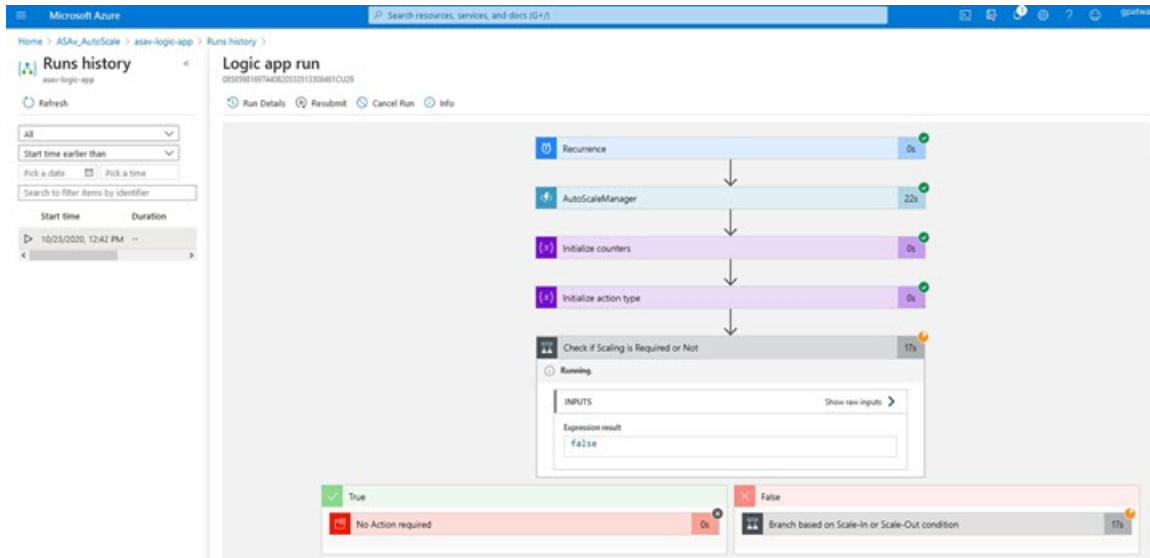 Microsoft Azure
Search resources, services, and docs (G+/)
Home > ASAv_AutoScale > asav-logic-app > Runs history >
Runs history
asav-logic-app
Refresh
All
Start time earlier than
Pick a date
Pick a time
Search to filter items by identifier
Start time Duration
10/23/2020, 12:42 PM --
Logic app run
Run Details Resubmit Cancel Run Info
Recurrence 0s
AutoScaleManager 22s
Initialize counters 0s
Initialize action type 0s
Check if Scaling is Required or Not 17s
Running.
INPUTS Show raw inputs
Expression result
false
True
No Action required 0s
False
Branch based on Scale-In or Scale-Out condition 17s